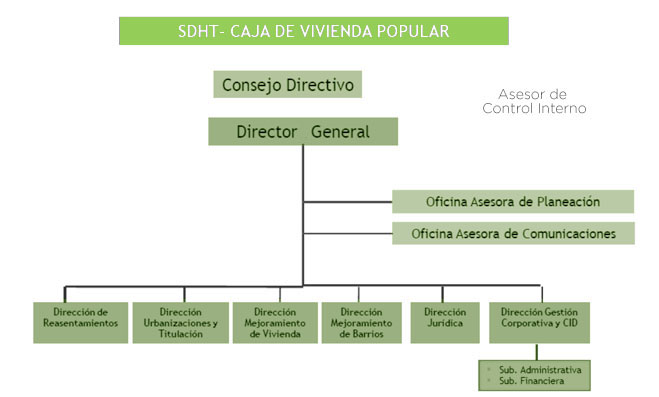 SDHT- CAJA DE VIVIENDA POPULAR
Consejo Directivo
Asesor de
Control Interno
Director General
Oficina Asesora de Planeación
Oficina Asesora de Comunicaciones
Dirección de
Reasentamientos
Dirección
Urbanizaciones y
Titulación
Dirección
Mejoramiento
de Vivienda
Dirección
Mejoramiento
de Barrios
Dirección
Jurídica
Dirección Gestión
Corporativa y CID
• Sub. Administrativa
• Sub. Financiera